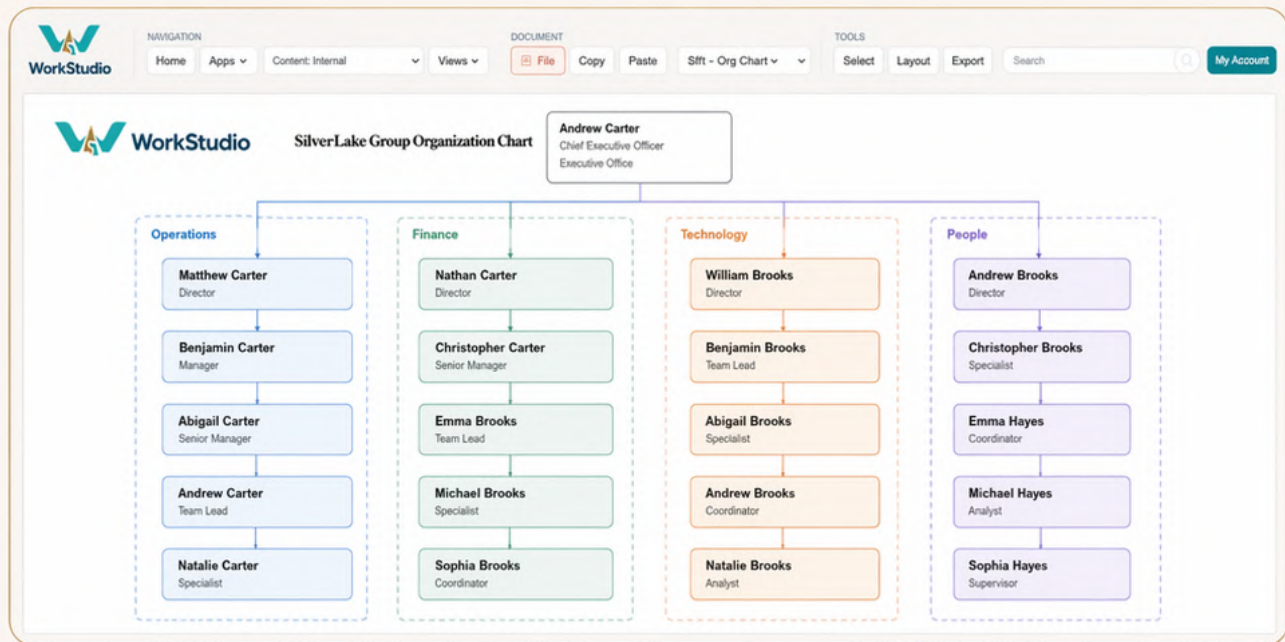 WorkStudio
NAVIGATION
Home
Apps
Content: Internal
Views
DOCUMENT
File
Copy
Paste
Sfft - Org Chart
TOOLS
Select
Layout
Export
Search
My Account
WorkStudio
SilverLake Group Organization Chart
Andrew Carter
Chief Executive Officer
Executive Office
Operations
Matthew Carter
Director
Benjamin Carter
Manager
Abigail Carter
Senior Manager
Andrew Carter
Team Lead
Natalie Carter
Specialist
Finance
Nathan Carter
Director
Christopher Carter
Senior Manager
Emma Brooks
Team Lead
Michael Brooks
Specialist
Sophia Brooks
Coordinator
Technology
William Brooks
Director
Benjamin Brooks
Team Lead
Abigail Brooks
Specialist
Andrew Brooks
Coordinator
Natalie Brooks
Analyst
People
Andrew Brooks
Director
Christopher Brooks
Specialist
Emma Hayes
Coordinator
Michael Hayes
Analyst
Sophia Hayes
Supervisor